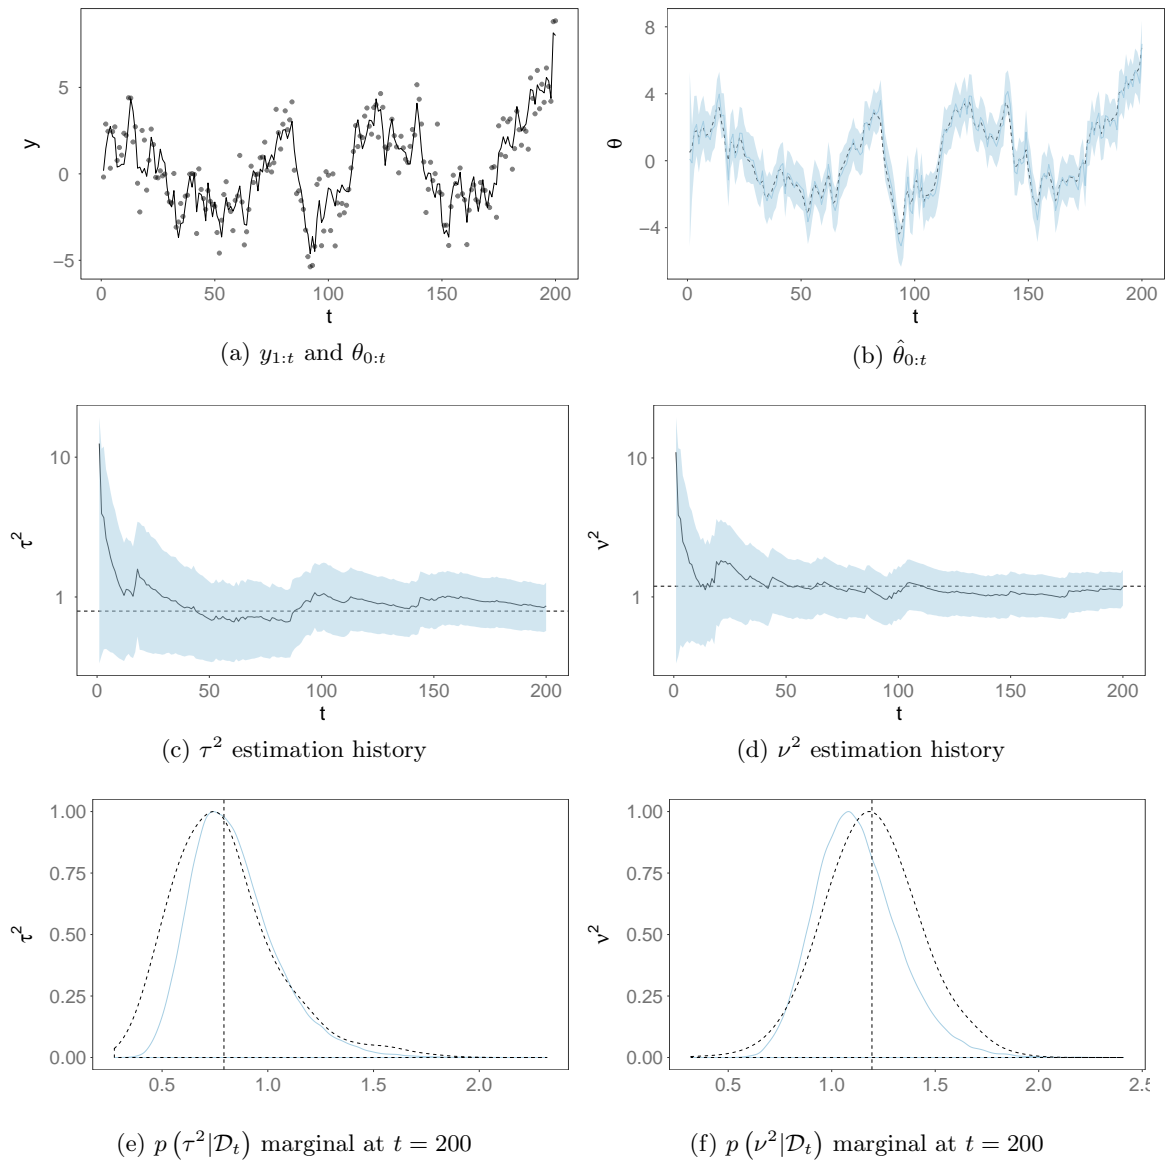 5
0
−5
y
0 50 100 150 200
t
(a) y₁:ₜ and θ₀:ₜ
8
4
0
−4
θ
0 50 100 150 200
t
(b) θ̂₀:ₜ
10
1
τ²
0 50 100 150 200
t
(c) τ² estimation history
10
1
ν²
0 50 100 150 200
t
(d) ν² estimation history
1.00
0.75
0.50
0.25
0.00
τ²
0.5 1.0 1.5 2.0
(e) p (τ²|𝒟ₜ) marginal at t = 200
1.00
0.75
0.50
0.25
0.00
ν²
0.5 1.0 1.5 2.0 2.5
(f) p (ν²|𝒟ₜ) marginal at t = 200